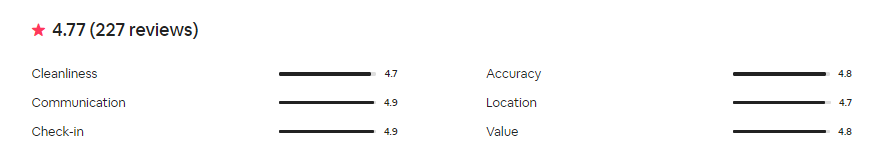 4.77 (227 reviews)
Cleanliness 4.7 Accuracy 4.8
Communication 4.9 Location 4.7
Check-in 4.9 Value 4.8